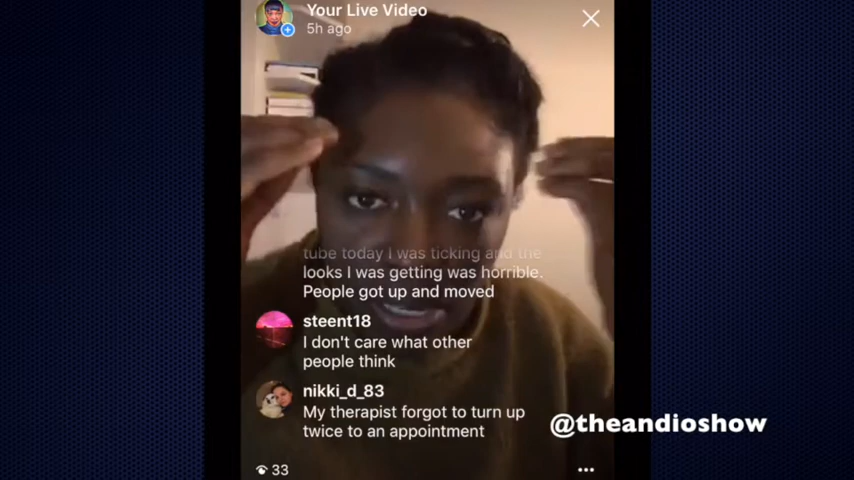 Your Live Video
5h ago
tube today I was ticking and the
looks I was getting was horrible.
People got up and moved
steent18
I don't care what other
people think
nikki_d_83
My therapist forgot to turn up
twice to an appointment
@theandioshow
33